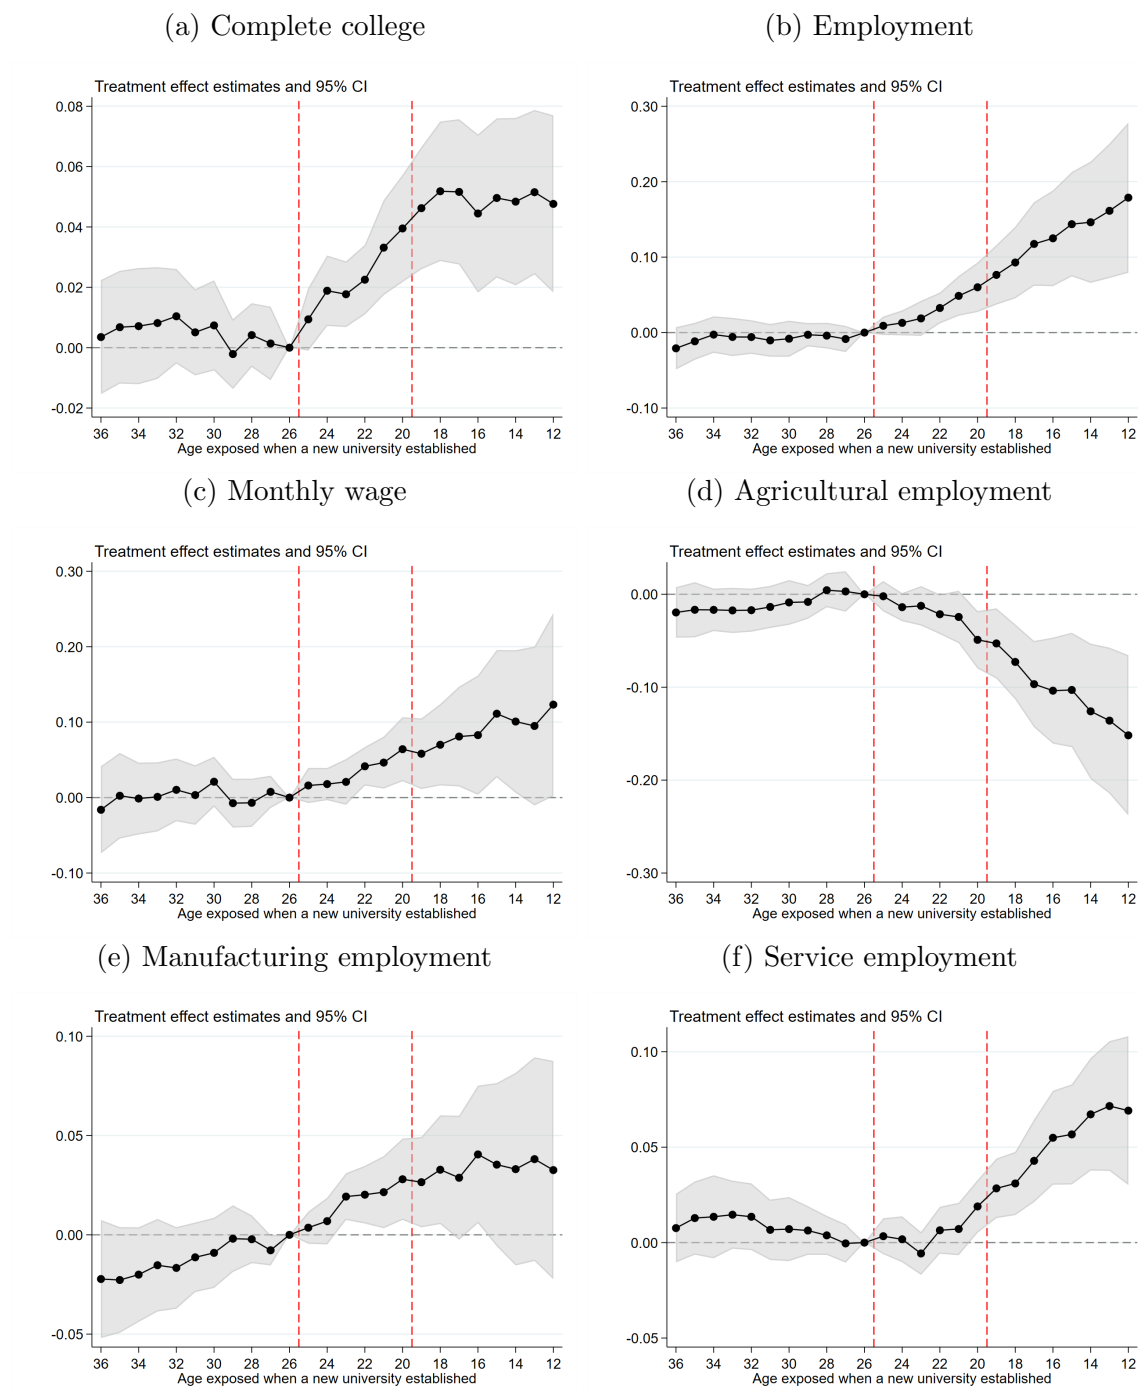 (a) Complete college
Treatment effect estimates and 95% CI
0.08
0.06
0.04
0.02
0.00
-0.02
36 34 32 30 28 26 24 22 20 18 16 14 12
Age exposed when a new university established
(b) Employment
Treatment effect estimates and 95% CI
0.30
0.20
0.10
0.00
-0.10
36 34 32 30 28 26 24 22 20 18 16 14 12
Age exposed when a new university established
(c) Monthly wage
Treatment effect estimates and 95% CI
0.30
0.20
0.10
0.00
-0.10
36 34 32 30 28 26 24 22 20 18 16 14 12
Age exposed when a new university established
(d) Agricultural employment
Treatment effect estimates and 95% CI
0.00
-0.10
-0.20
-0.30
36 34 32 30 28 26 24 22 20 18 16 14 12
Age exposed when a new university established
(e) Manufacturing employment
Treatment effect estimates and 95% CI
0.10
0.05
0.00
-0.05
36 34 32 30 28 26 24 22 20 18 16 14 12
Age exposed when a new university established
(f) Service employment
Treatment effect estimates and 95% CI
0.10
0.05
0.00
-0.05
36 34 32 30 28 26 24 22 20 18 16 14 12
Age exposed when a new university established